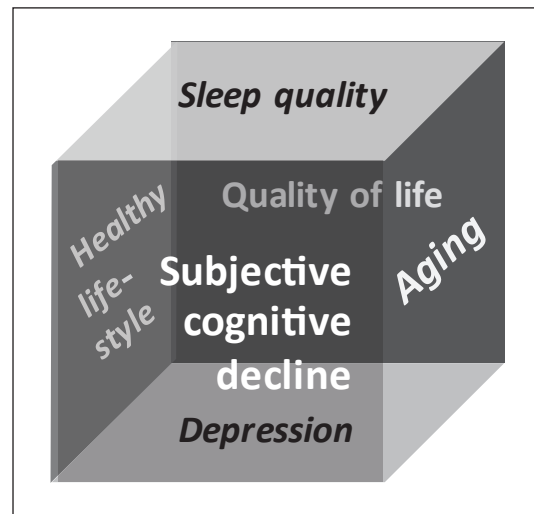 Sleep quality
Quality of life
Healthy
life-
style
Aging
Subjective
cognitive
decline
Depression